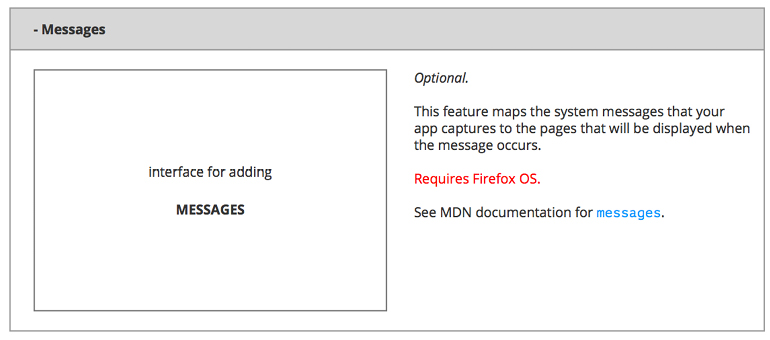 - Messages
interface for adding
MESSAGES
Optional.
This feature maps the system messages that your
app captures to the pages that will be displayed when
the message occurs.
Requires Firefox OS.
See MDN documentation for messages.